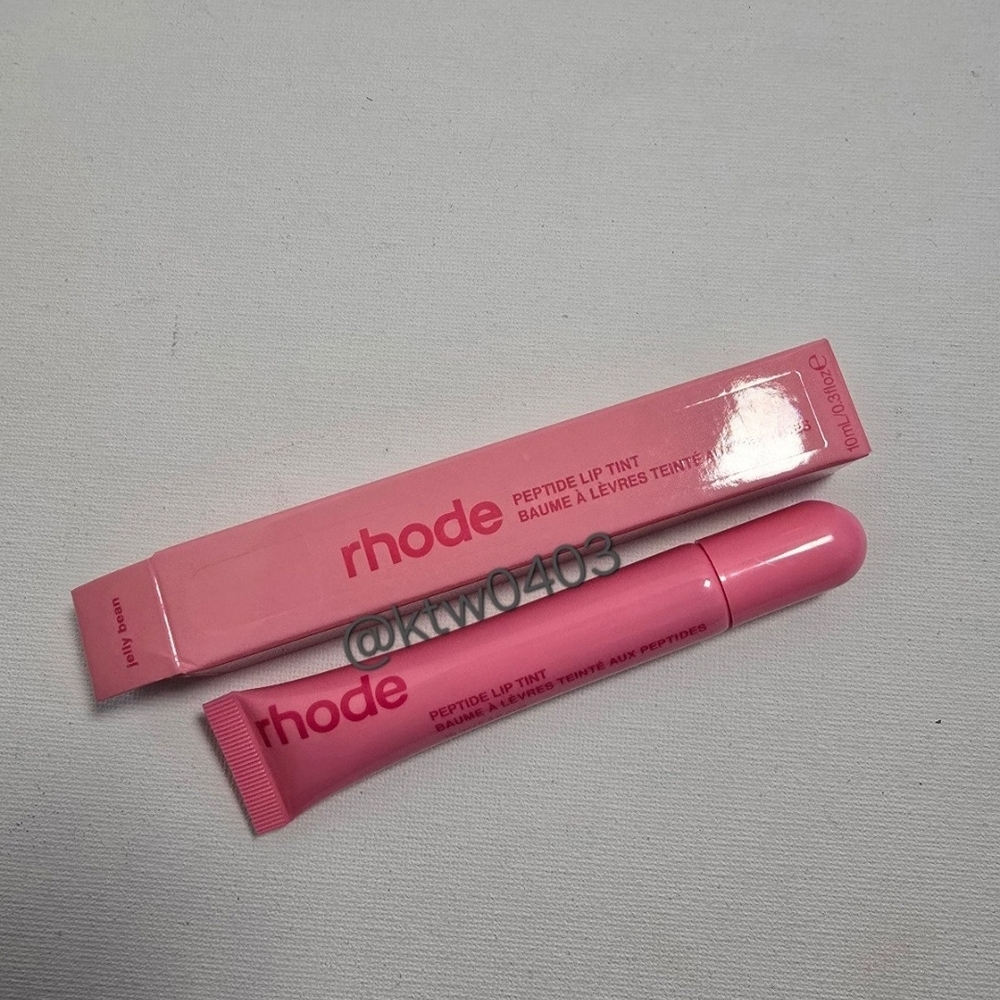 10mL/0.3floz℮
rhode
PEPTIDE LIP TINT
BAUME À LÈVRES TEINTÉ AUX
jelly bean
@ktw0403
rhode
PEPTIDE LIP TINT
BAUME À LÈVRES TEINTÉ AUX PEPTIDES